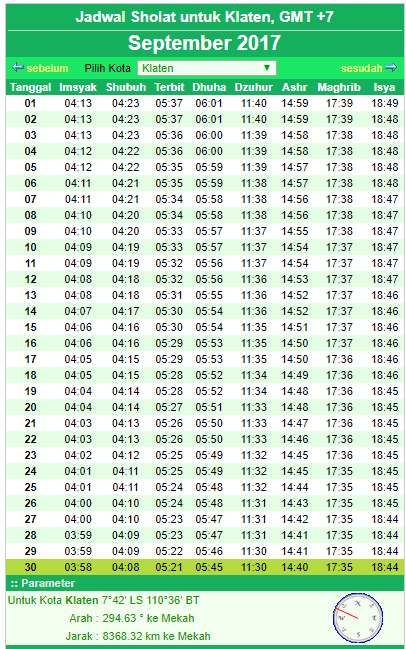 Jadwal Sholat untuk Klaten, GMT +7
September 2017
sebelum Pilih Kota Klaten sesudah
Tanggal Imsyak Shubuh Terbit Dhuha Dzuhur Ashr Maghrib Isya
01 04:13 04:23 05:37 06:01 11:40 14:59 17:39 18:49
02 04:13 04:23 05:37 06:01 11:40 14:59 17:39 18:48
03 04:13 04:23 05:36 06:00 11:39 14:58 17:38 18:48
04 04:12 04:22 05:36 06:00 11:39 14:58 17:38 18:48
05 04:12 04:22 05:35 05:59 11:39 14:57 17:38 18:48
06 04:11 04:21 05:35 05:59 11:38 14:57 17:38 18:48
07 04:11 04:21 05:34 05:58 11:38 14:56 17:38 18:47
08 04:10 04:20 05:34 05:58 11:38 14:56 17:38 18:47
09 04:10 04:20 05:33 05:57 11:37 14:55 17:38 18:47
10 04:09 04:19 05:33 05:57 11:37 14:54 17:37 18:47
11 04:09 04:19 05:32 05:56 11:37 14:54 17:37 18:47
12 04:08 04:18 05:32 05:56 11:36 14:53 17:37 18:47
13 04:08 04:18 05:31 05:55 11:36 14:52 17:37 18:46
14 04:07 04:17 05:30 05:54 11:36 14:52 17:37 18:46
15 04:06 04:16 05:30 05:54 11:35 14:51 17:37 18:46
16 04:06 04:16 05:29 05:53 11:35 14:50 17:37 18:46
17 04:05 04:15 05:29 05:53 11:35 14:50 17:36 18:46
18 04:05 04:15 05:28 05:52 11:34 14:49 17:36 18:46
19 04:04 04:14 05:28 05:52 11:34 14:48 17:36 18:45
20 04:04 04:14 05:27 05:51 11:33 14:48 17:36 18:45
21 04:03 04:13 05:26 05:50 11:33 14:47 17:36 18:45
22 04:03 04:13 05:26 05:50 11:33 14:46 17:36 18:45
23 04:02 04:12 05:25 05:49 11:32 14:45 17:36 18:45
24 04:01 04:11 05:25 05:49 11:32 14:45 17:35 18:45
25 04:01 04:11 05:24 05:48 11:32 14:44 17:35 18:45
26 04:00 04:10 05:24 05:48 11:31 14:43 17:35 18:45
27 04:00 04:10 05:23 05:47 11:31 14:42 17:35 18:44
28 03:59 04:09 05:23 05:47 11:31 14:41 17:35 18:44
29 03:59 04:09 05:22 05:46 11:30 14:41 17:35 18:44
30 03:58 04:08 05:21 05:45 11:30 14:40 17:35 18:44
:: Parameter
Untuk Kota Klaten 7°42' LS 110°36' BT
Arah : 294.63 ° ke Mekah
Jarak : 8368.32 km ke Mekah